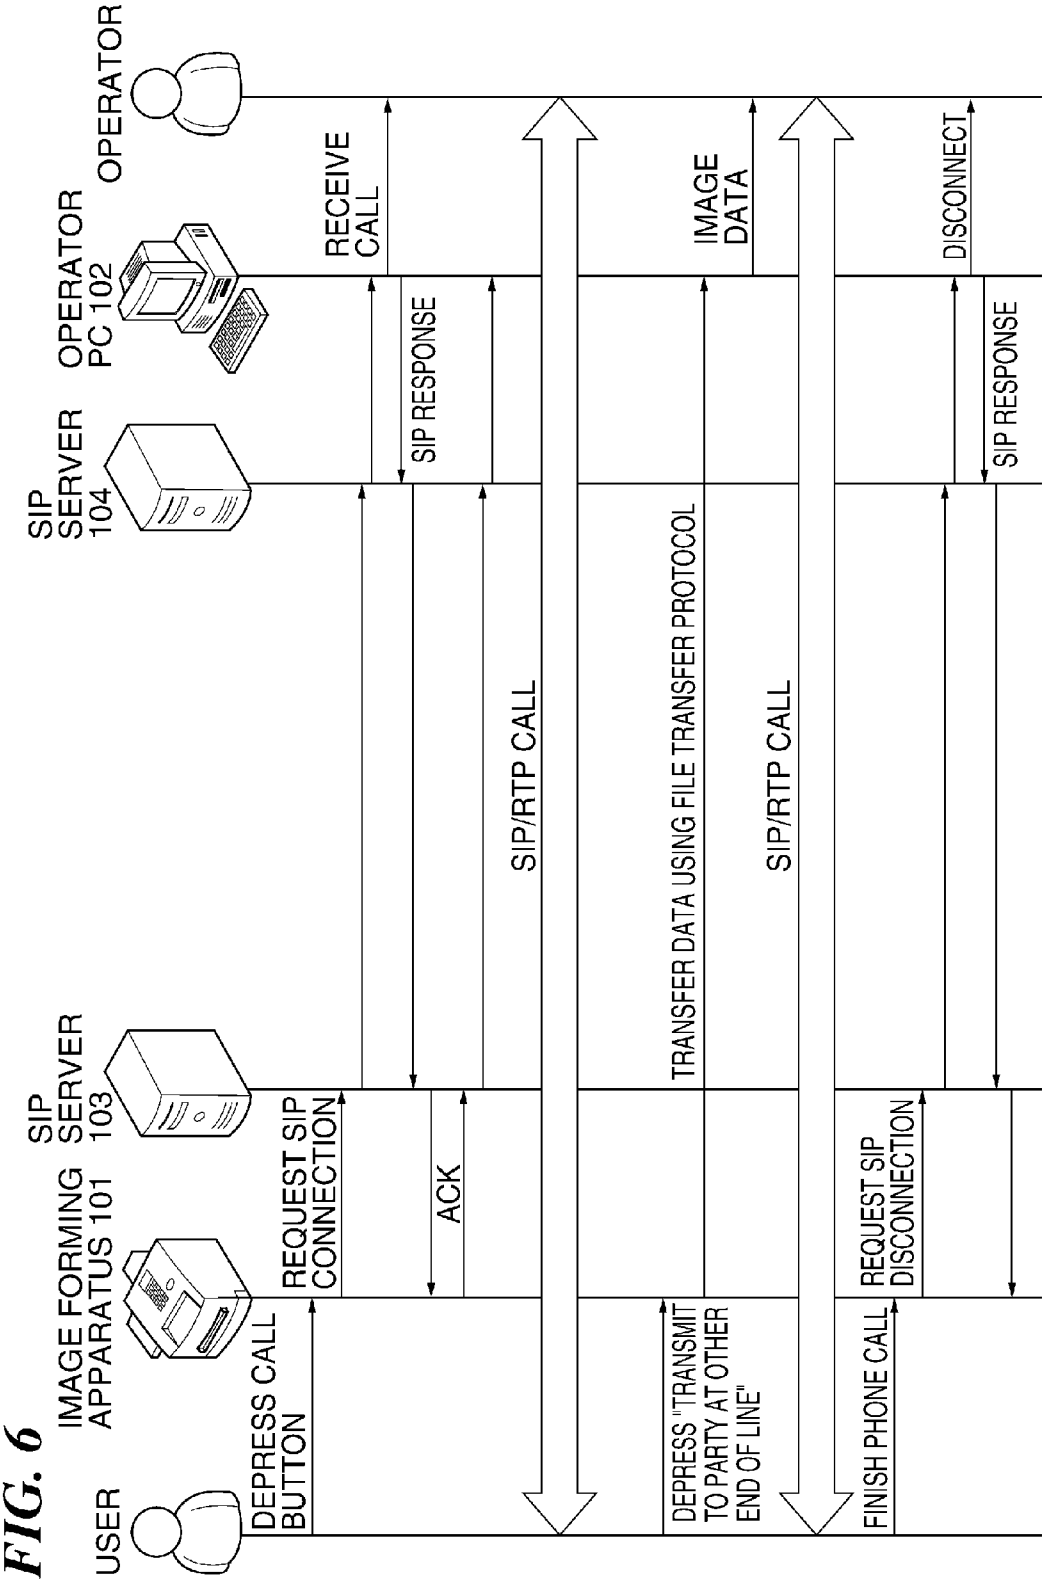 FIG. 6
USER
IMAGE FORMING
APPARATUS 101
SIP
SERVER
103
SIP
SERVER
104
OPERATOR
PC 102
OPERATOR
DEPRESS CALL
BUTTON
REQUEST SIP
CONNECTION
RECEIVE
CALL
SIP RESPONSE
ACK
SIP/RTP CALL
DEPRESS "TRANSMIT
TO PARTY AT OTHER
END OF LINE"
TRANSFER DATA USING FILE TRANSFER PROTOCOL
IMAGE
DATA
SIP/RTP CALL
FINISH PHONE CALL
REQUEST SIP
DISCONNECTION
DISCONNECT
SIP RESPONSE